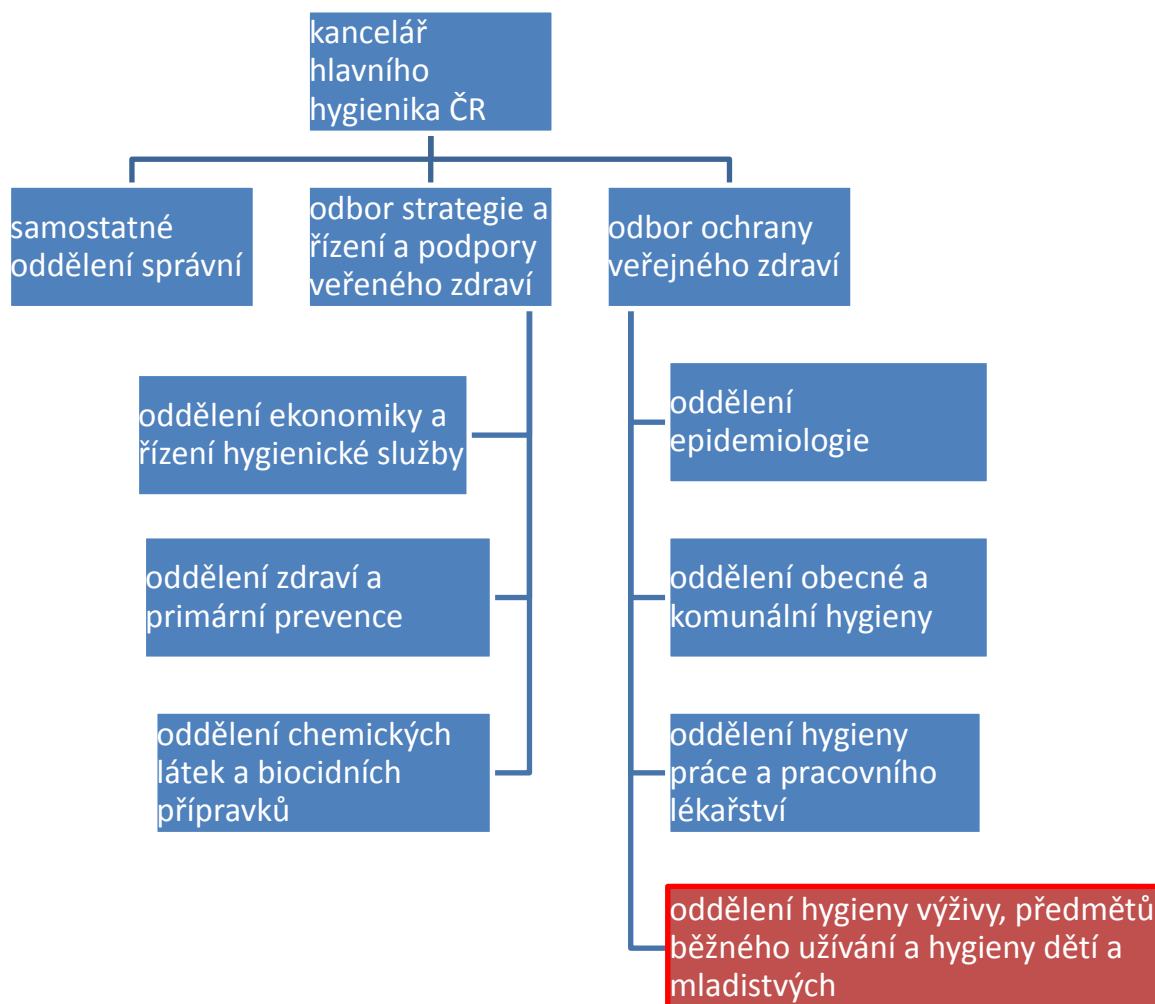 kancelář
hlavního
hygienika ČR
samostatné
oddělení správní
odbor strategie a
řízení a podpory
veřeného zdraví
odbor ochrany
veřejného zdraví
oddělení ekonomiky a
řízení hygienické služby
oddělení zdraví a
primární prevence
oddělení chemických
látek a biocidních
přípravků
oddělení
epidemiologie
oddělení obecné a
komunální hygieny
oddělení hygieny
práce a pracovního
lékařství
oddělení hygieny výživy, předmětů
běžného užívání a hygieny dětí a
mladistvých